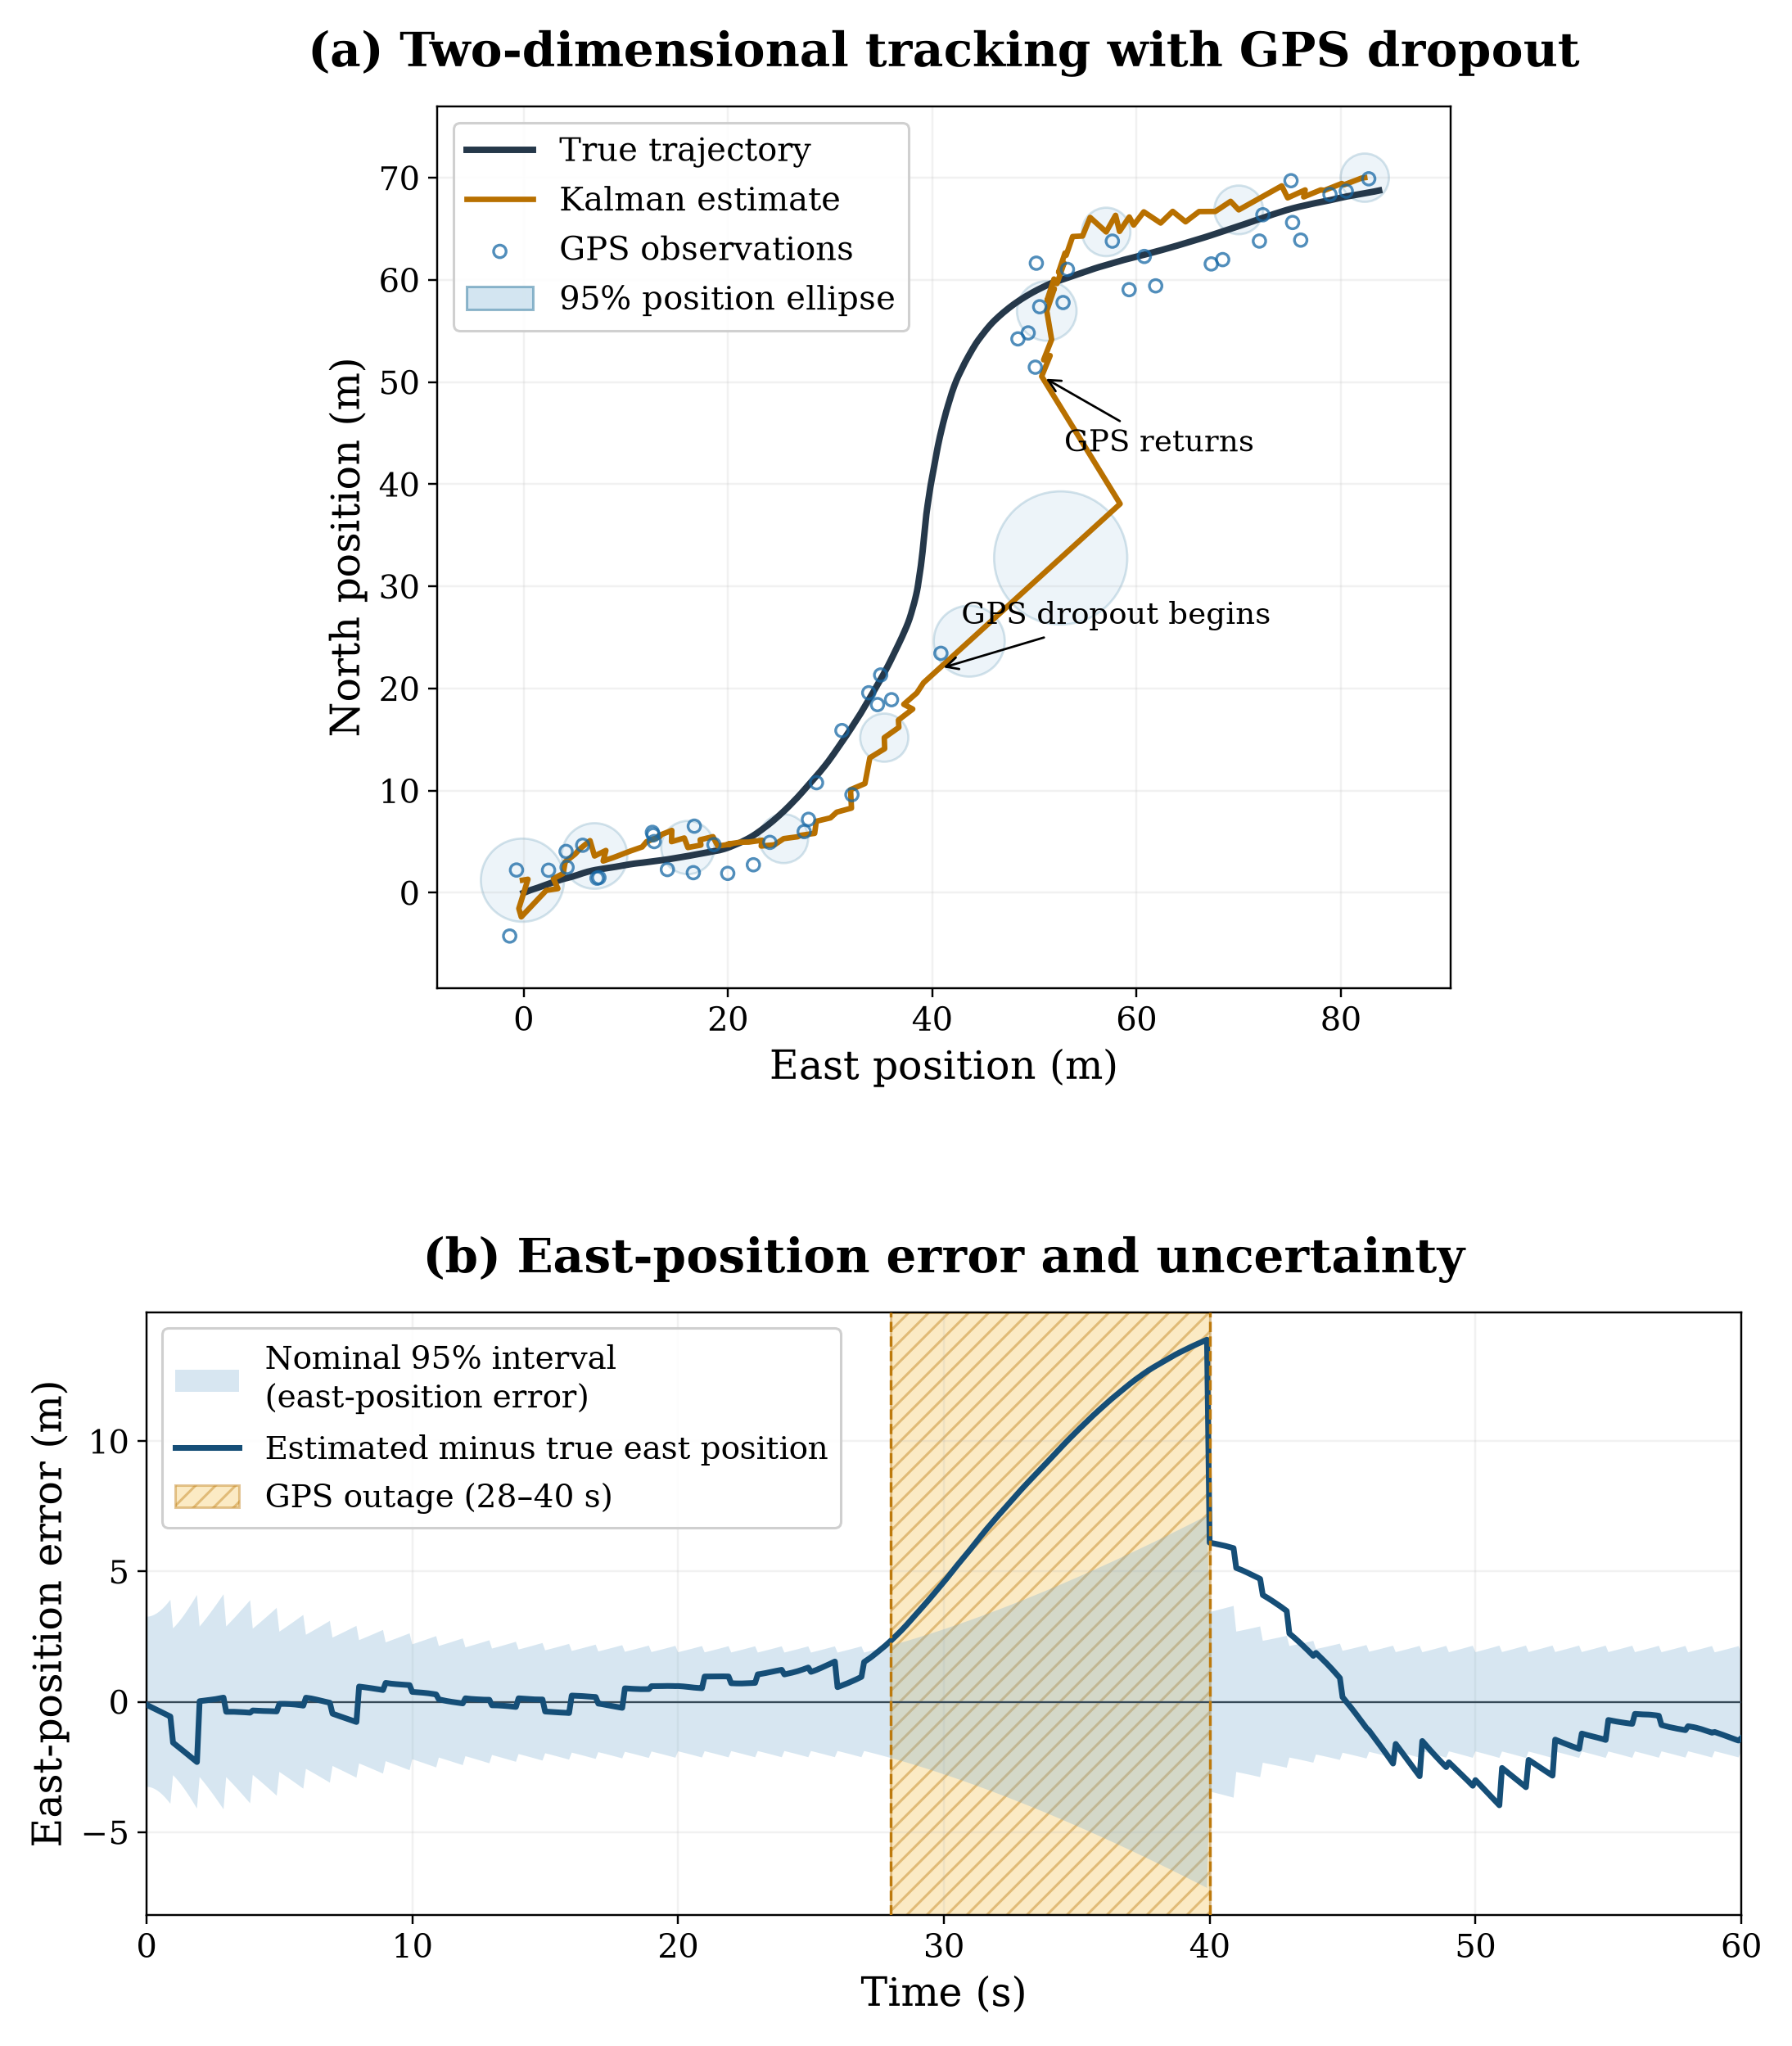 (a) Two-dimensional tracking with GPS dropout
True trajectory
Kalman estimate
GPS observations
95% position ellipse
North position (m)
70
60
50
40
30
20
10
0
GPS returns
GPS dropout begins
0 20 40 60 80
East position (m)
(b) East-position error and uncertainty
Nominal 95% interval
(east-position error)
Estimated minus true east position
GPS outage (28–40 s)
East-position error (m)
10
5
0
−5
0 10 20 30 40 50 60
Time (s)